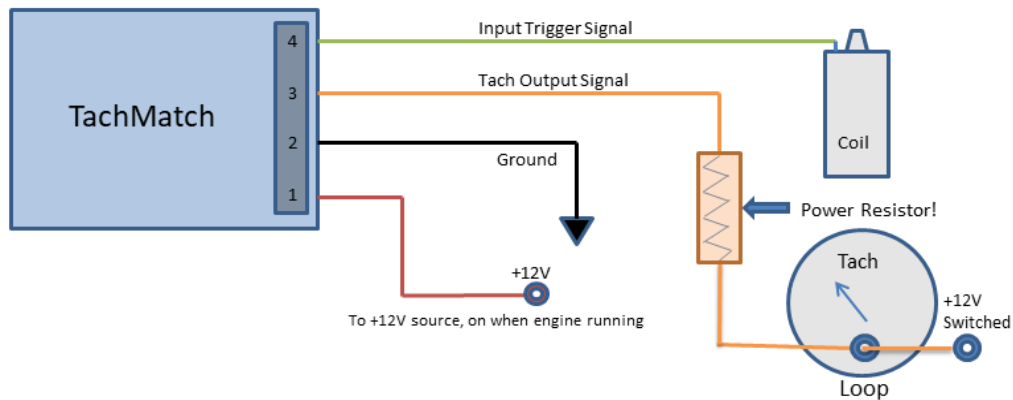 TachMatch
4
Input Trigger Signal
3
Tach Output Signal
2
Ground
1
+12V
To +12V source, on when engine running
Coil
Power Resistor!
Tach
+12V
Switched
Loop